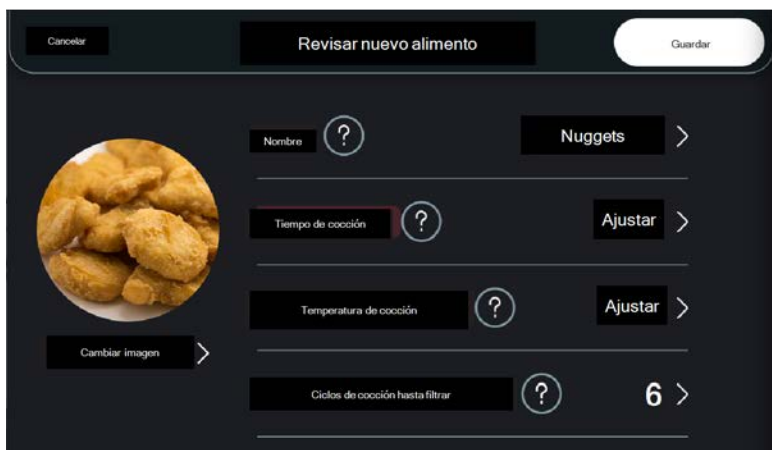 Cancelar
Revisar nuevo alimento
Guardar
Nombre
?
Nuggets
Tiempo de cocción
?
Ajustar
Temperatura de cocción
?
Ajustar
Cambiar imagen
Ciclos de cocción hasta filtrar
?
6